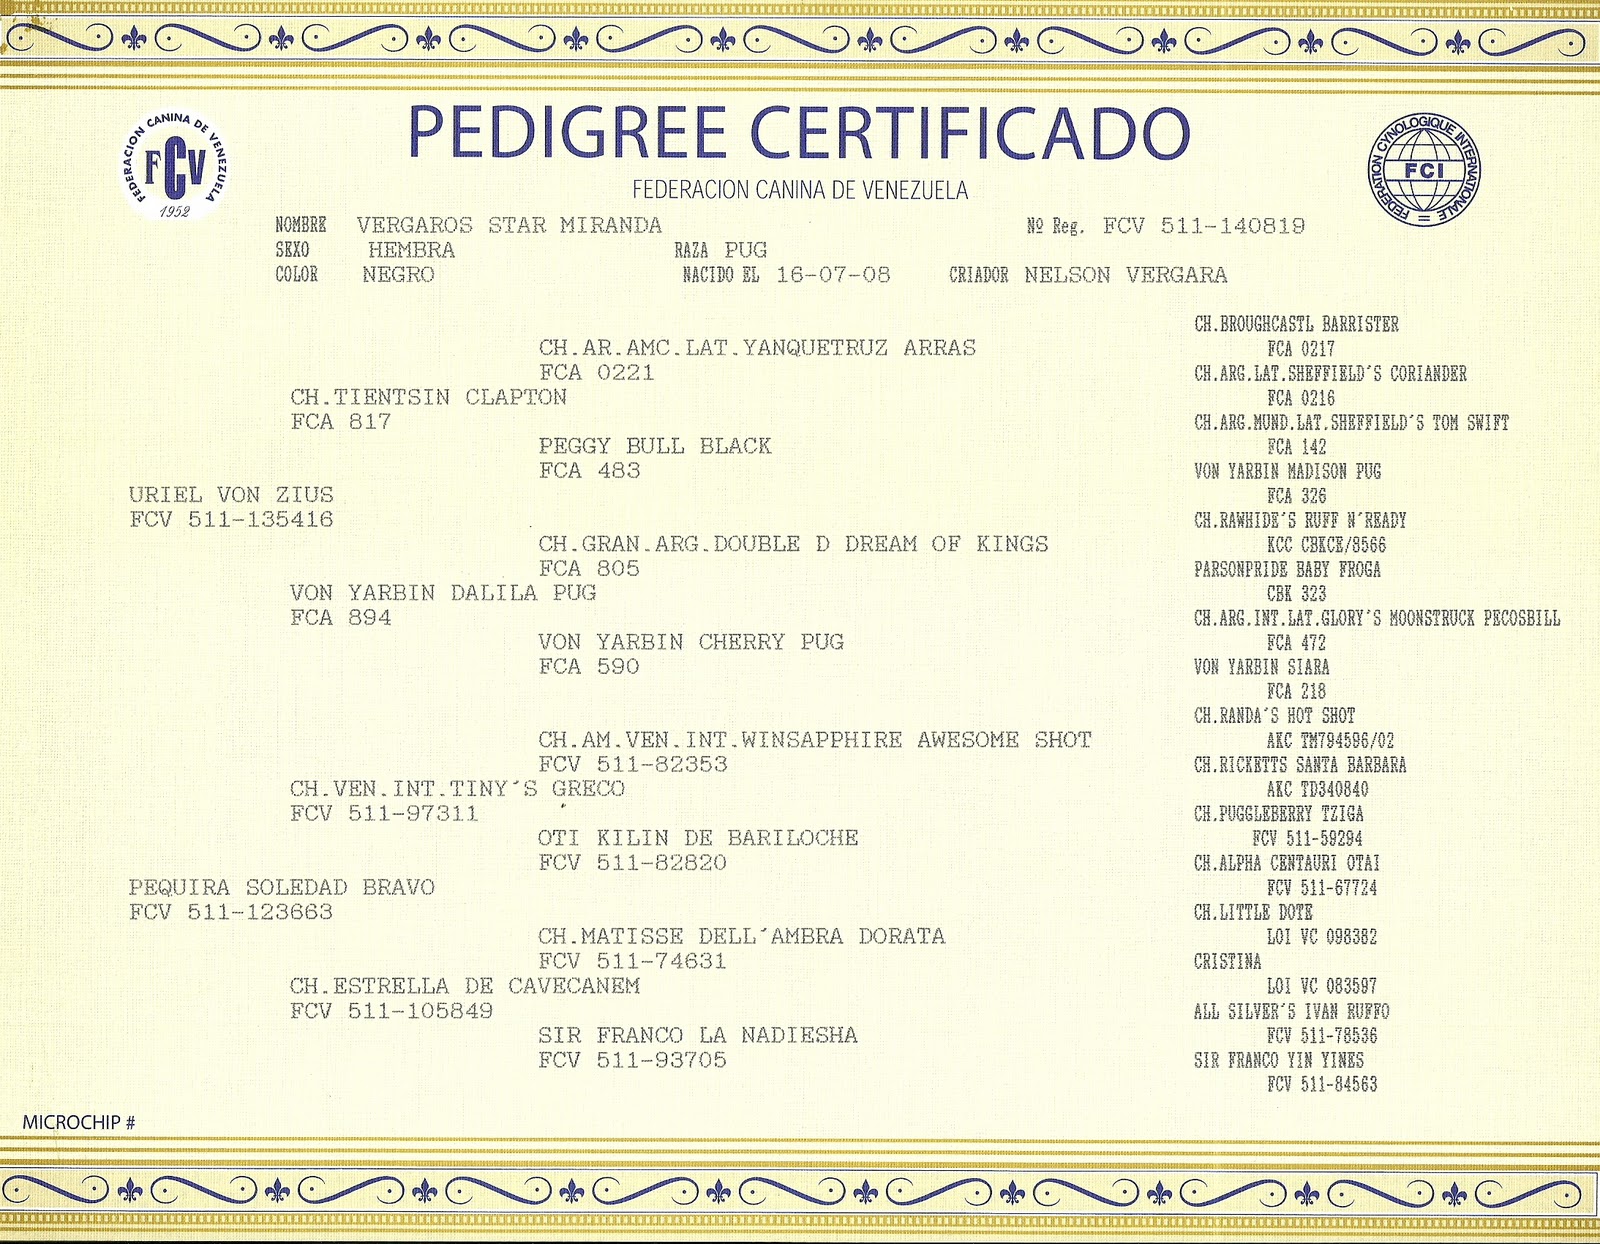 PEDIGREE CERTIFICADO
FEDERACION CANINA DE VENEZUELA
FCV
1952
FEDERACION CANINA DE VENEZUELA
FEDERATION CYNOLOGIQUE INTERNATIONALE
FCI
NOMBRE VERGAROS STAR MIRANDA Nº Reg. FCV 511-140819
SEXO HEMBRA RAZA PUG
COLOR NEGRO NACIDO EL 16-07-08 CRIADOR NELSON VERGARA
CH.BROUGHCASTL BARRISTER
CH.AR.AMC.LAT.YANQUETRUZ ARRAS FCA 0217
FCA 0221 CH.ARG.LAT.SHEFFIELD´S CORIANDER
CH.TIENTSIN CLAPTON FCA 0216
FCA 817 CH.ARG.MUND.LAT.SHEFFIELD´S TOM SWIFT
PEGGY BULL BLACK FCA 142
FCA 483 VON YARBIN MADISON PUG
URIEL VON ZIUS FCA 326
FCV 511-135416 CH.RAWHIDE´S RUFF N´READY
CH.GRAN.ARG.DOUBLE D DREAM OF KINGS KCC CBKCE/8566
FCA 805 PARSONPRIDE BABY FROGA
VON YARBIN DALILA PUG CBK 323
FCA 894 CH.ARG.INT.LAT.GLORY´S MOONSTRUCK PECOSBILL
VON YARBIN CHERRY PUG FCA 472
FCA 590 VON YARBIN SIARA
FCA 218
CH.RANDA´S HOT SHOT
CH.AM.VEN.INT.WINSAPPHIRE AWESOME SHOT AKC TM794596/02
FCV 511-82353 CH.RICKETTS SANTA BARBARA
CH.VEN.INT.TINY´S GRECO AKC TD340840
FCV 511-97311 CH.PUGGLEBERRY TZIGA
OTI KILIN DE BARILOCHE FCV 511-59294
FCV 511-82820 CH.ALPHA CENTAURI OTAI
PEQUIRA SOLEDAD BRAVO FCV 511-67724
FCV 511-123663 CH.LITTLE DOTE
CH.MATISSE DELL´AMBRA DORATA LOI VC 098382
FCV 511-74631 CRISTINA
CH.ESTRELLA DE CAVECANEM LOI VC 083597
FCV 511-105849 ALL SILVER´S IVAN RUFFO
SIR FRANCO LA NADIESHA FCV 511-78536
FCV 511-93705 SIR FRANCO YIN YINES
FCV 511-84563
MICROCHIP #